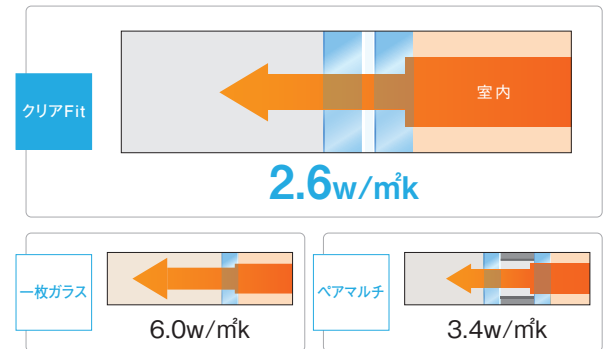 クリアFit
室内
2.6w/㎡k
一枚ガラス
6.0w/㎡k
ペアマルチ
3.4w/㎡k